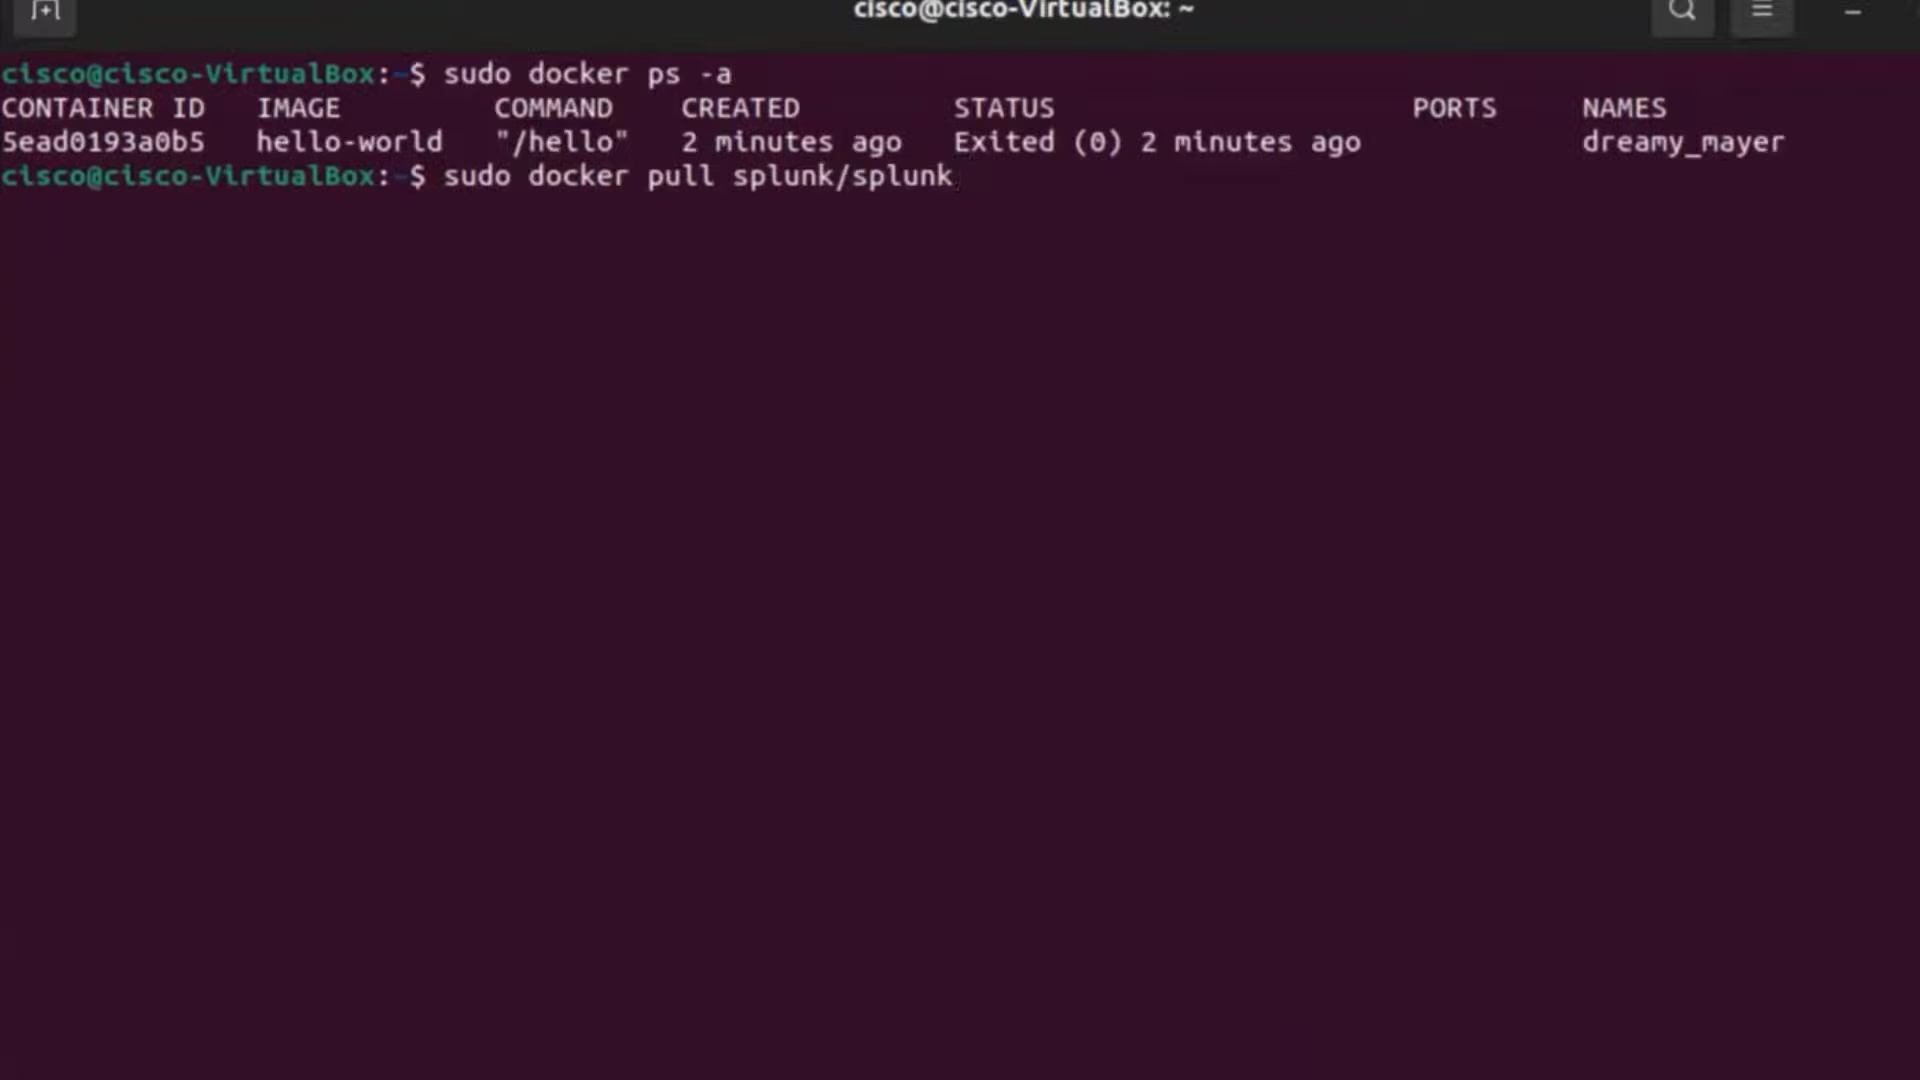 cisco@cisco-VirtualBox: ~
cisco@cisco-VirtualBox:~$ sudo docker ps -a
CONTAINER ID   IMAGE         COMMAND    CREATED         STATUS                     PORTS     NAMES
5ead0193a0b5   hello-world   "/hello"   2 minutes ago   Exited (0) 2 minutes ago             dreamy_mayer
cisco@cisco-VirtualBox:~$ sudo docker pull splunk/splunk